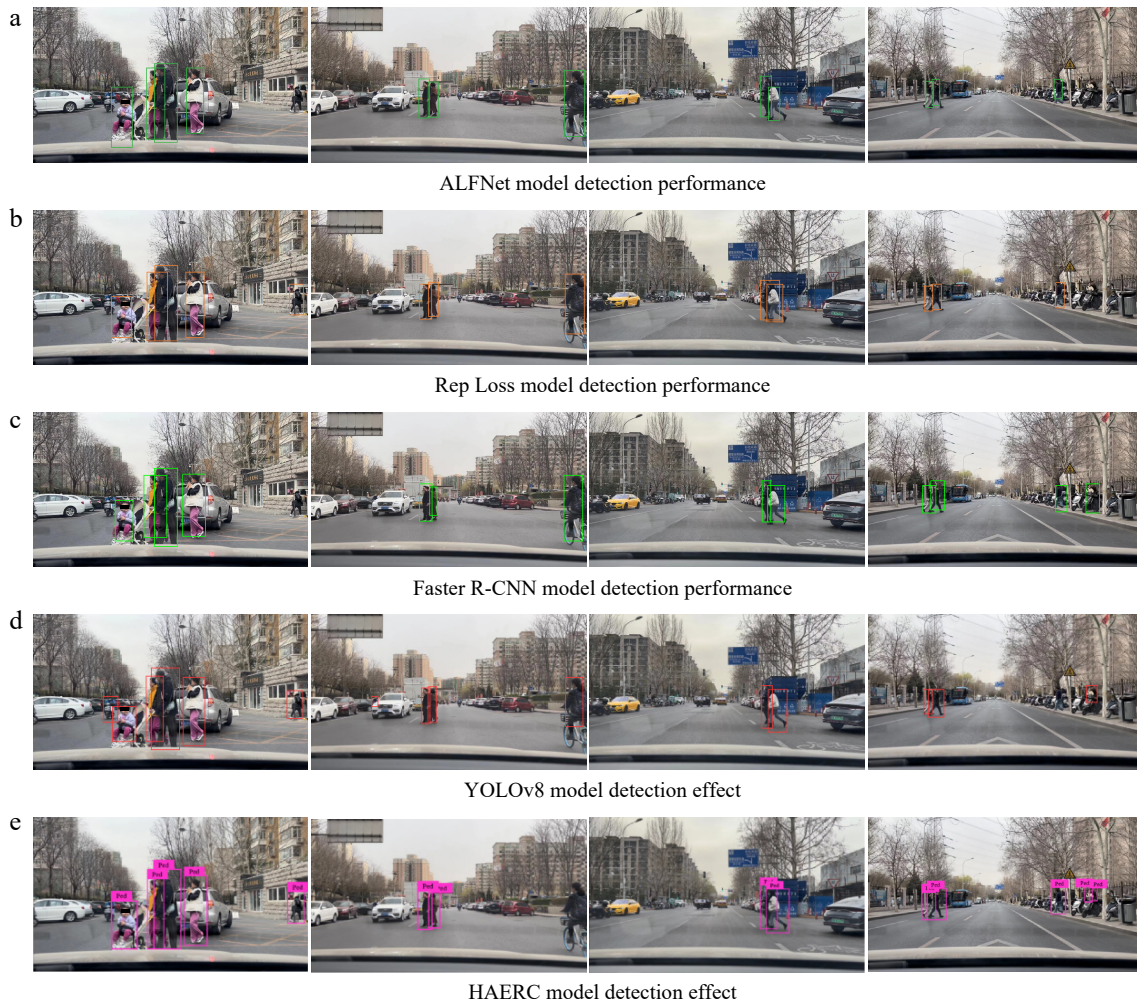 a
ALFNet model detection performance
b
Rep Loss model detection performance
c
Faster R-CNN model detection performance
d
YOLOv8 model detection effect
e
Ped
Ped
Ped
Ped
Ped
Ped
Ped
Ped
Ped
Ped
Ped
HAERC model detection effect